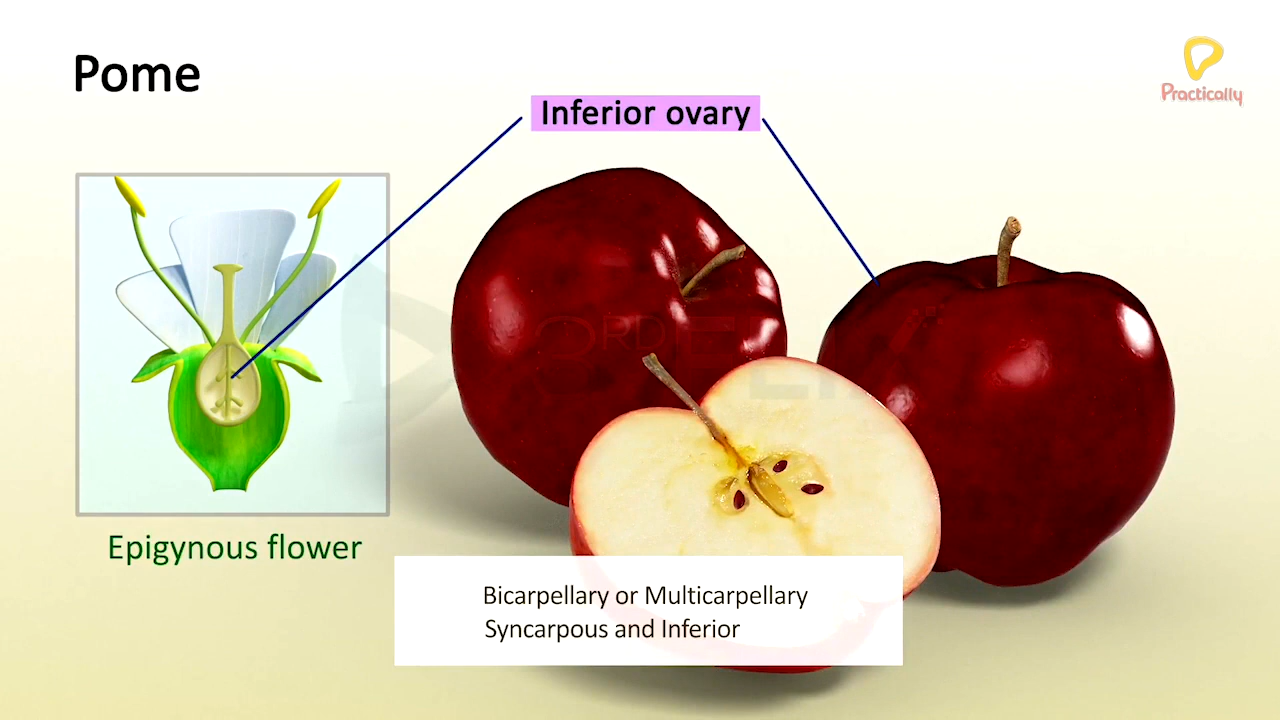 Pome
Practically
Inferior ovary
Epigynous flower
Bicarpellary or Multicarpellary
Syncarpous and Inferior